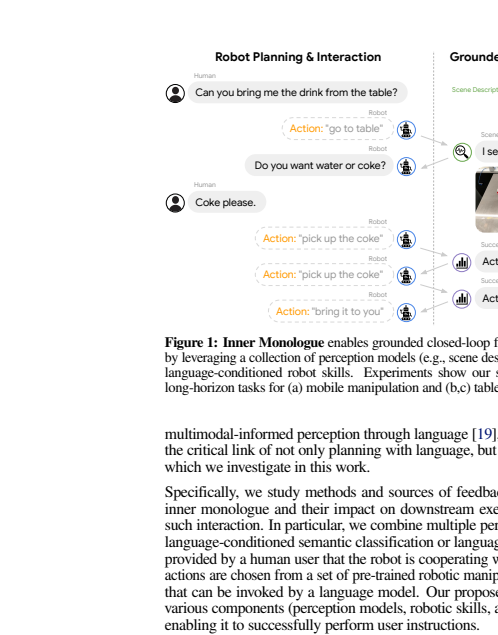 Robot Planning & Interaction
Human
Can you bring me the drink from the table?
Robot
Action: "go to table"
Robot
Do you want water or coke?
Human
Coke please.
Robot
Action: "pick up the coke"
Robot
Action: "pick up the coke"
Robot
Action: "bring it to you"
Grounde
Scene Descript
Scene
I se
Succe
Act
Succe
Act
Figure 1: Inner Monologue enables grounded closed-loop f
by leveraging a collection of perception models (e.g., scene des
language-conditioned robot skills. Experiments show our s
long-horizon tasks for (a) mobile manipulation and (b,c) table
multimodal-informed perception through language [19],
the critical link of not only planning with language, but
which we investigate in this work.
Specifically, we study methods and sources of feedbac
inner monologue and their impact on downstream exe
such interaction. In particular, we combine multiple per
language-conditioned semantic classification or languag
provided by a human user that the robot is cooperating w
actions are chosen from a set of pre-trained robotic manip
that can be invoked by a language model. Our propose
various components (perception models, robotic skills, a
enabling it to successfully perform user instructions.